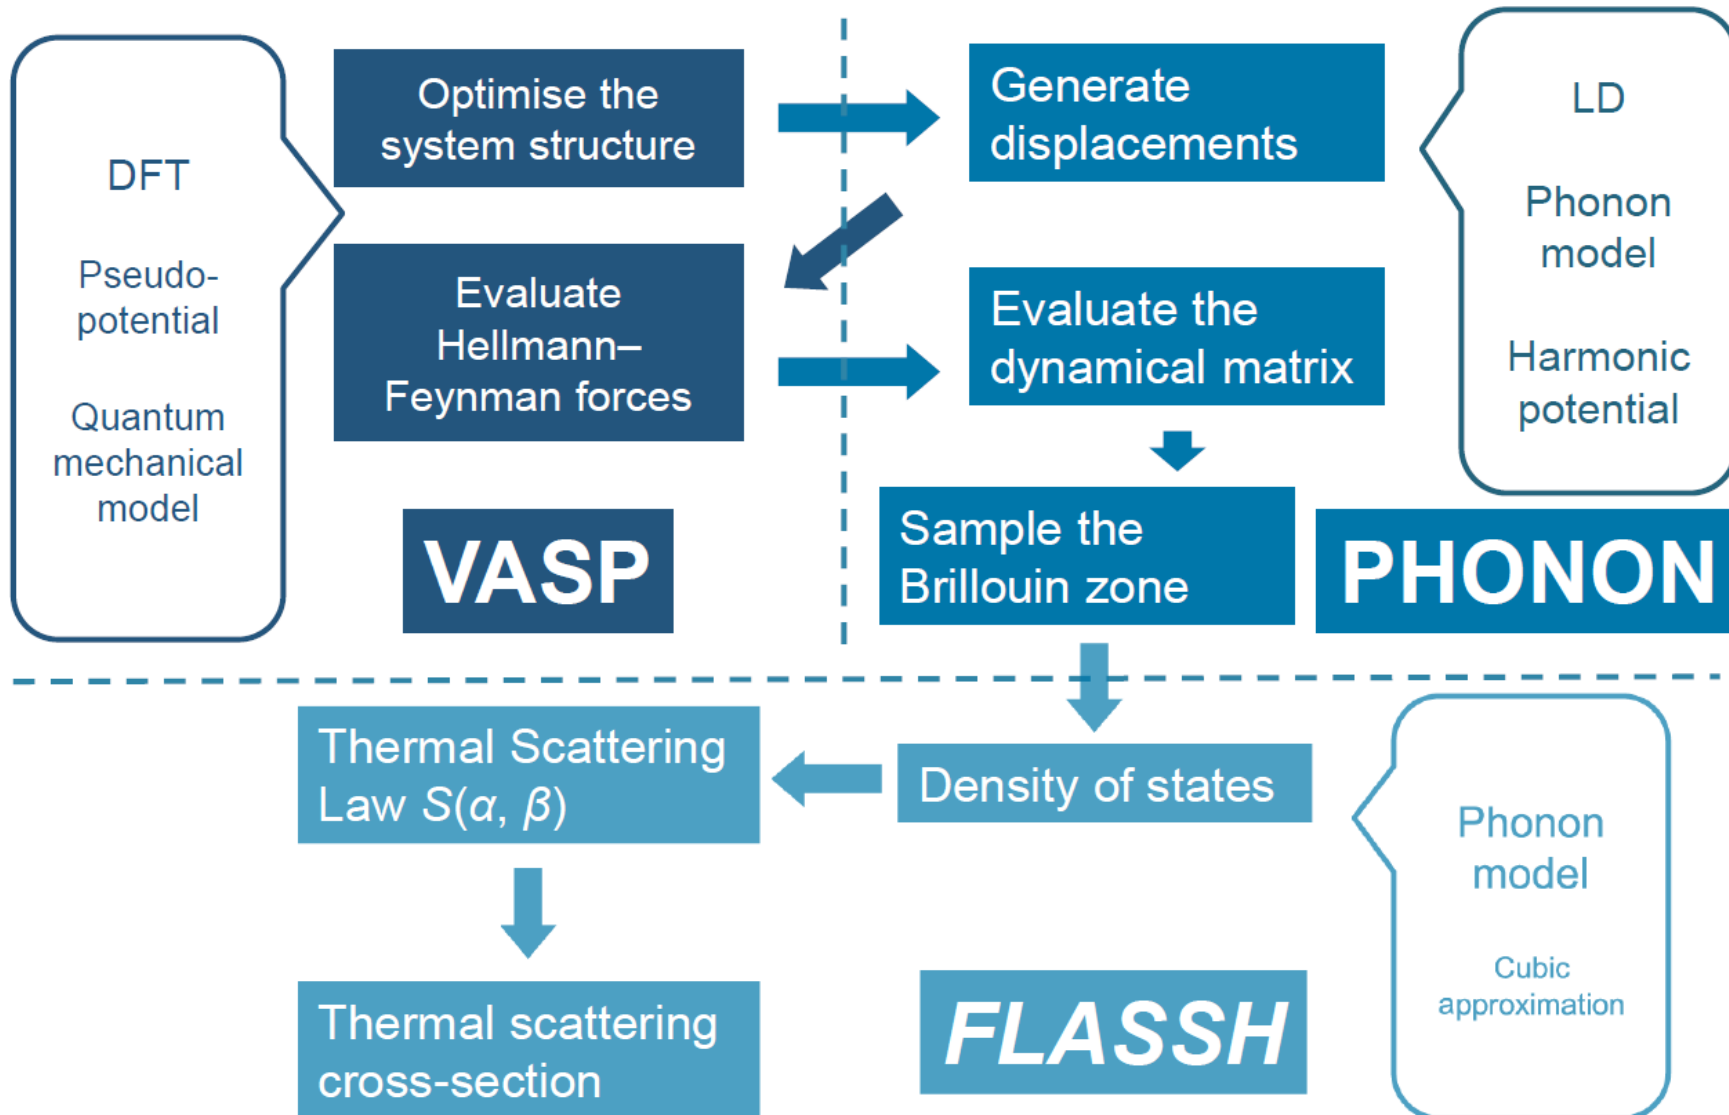 DFT
Pseudo-
potential
Quantum
mechanical
model
Optimise the
system structure
Evaluate
Hellmann–
Feynman forces
VASP
Generate
displacements
Evaluate the
dynamical matrix
Sample the
Brillouin zone
PHONON
LD
Phonon
model
Harmonic
potential
Density of states
Thermal Scattering
Law S(α, β)
Thermal scattering
cross-section
FLASSH
Phonon
model
Cubic
approximation